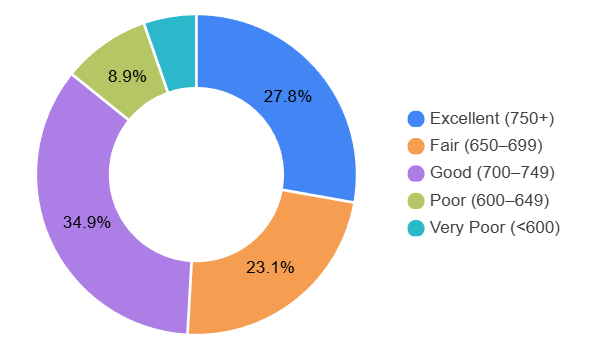 8.9%
27.8%
34.9%
23.1%
Excellent (750+)
Fair (650–699)
Good (700–749)
Poor (600–649)
Very Poor (<600)